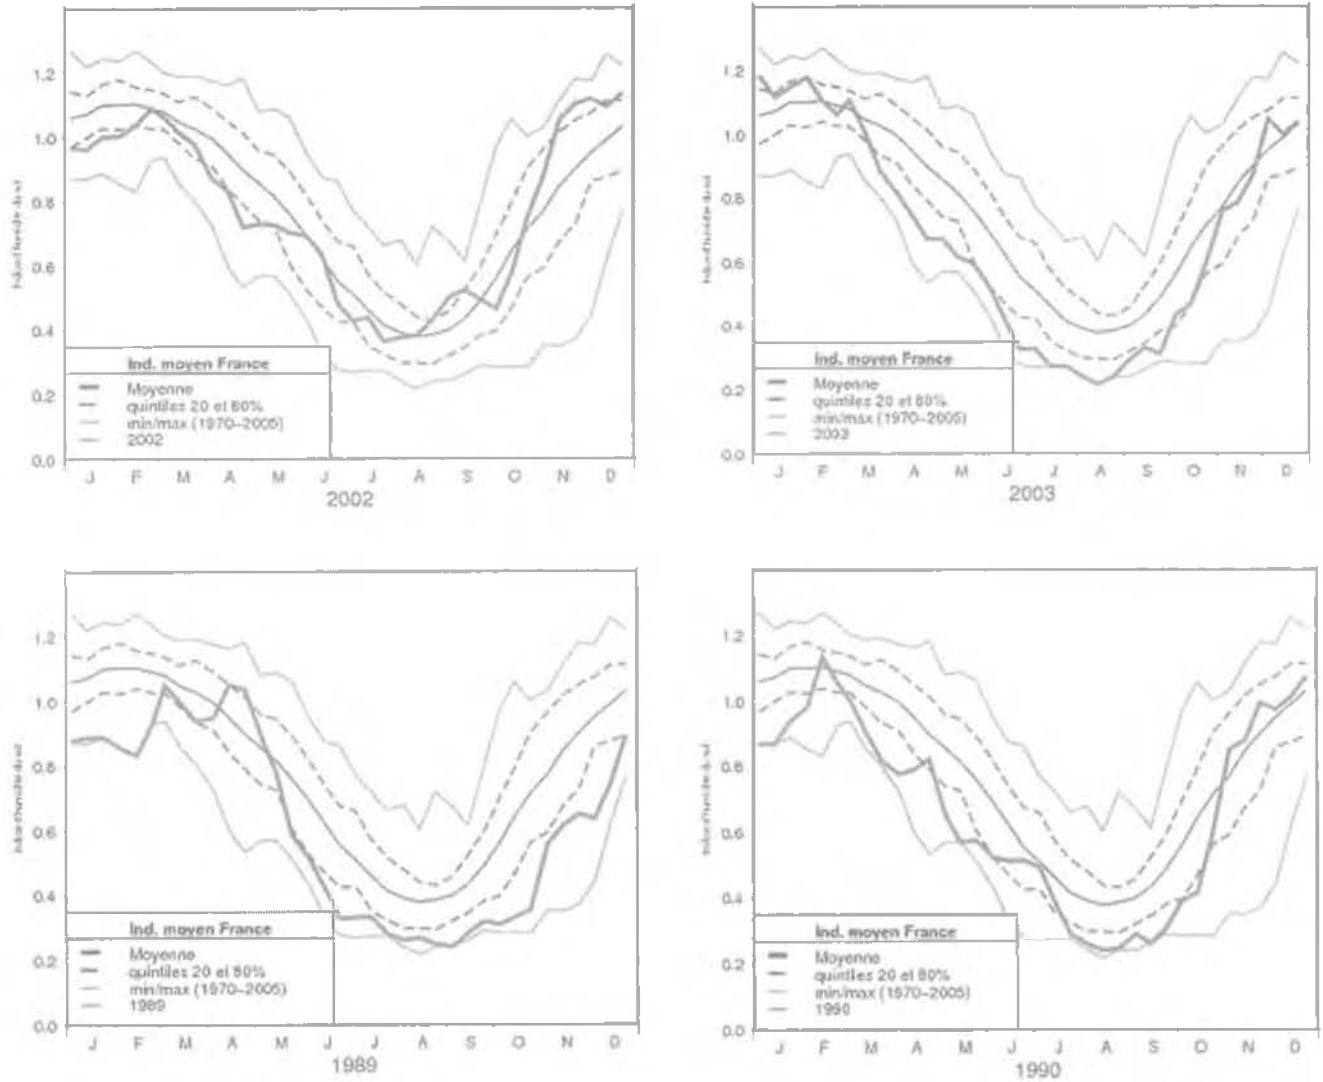 1.2
1.0
0.8
0.6
0.4
0.2
0.0
Ind. moyen France
Moyenne
quintiles 20 et 80%
min/max (1970–2005)
2002
J F M A M J J A S O N D
2002
1.2
1.0
0.8
0.6
0.4
0.2
0.0
Ind. moyen France
Moyenne
quintiles 20 et 80%
min/max (1970–2005)
2003
J F M A M J J A S O N D
2003
1.2
1.0
0.8
0.6
0.4
0.2
0.0
Ind. moyen France
Moyenne
quintiles 20 et 80%
min/max (1970–2005)
1989
J F M A M J J A S O N D
1989
1.2
1.0
0.8
0.6
0.4
0.2
0.0
Ind. moyen France
Moyenne
quintiles 20 et 80%
min/max (1970–2005)
1990
J F M A M J J A S O N D
1990